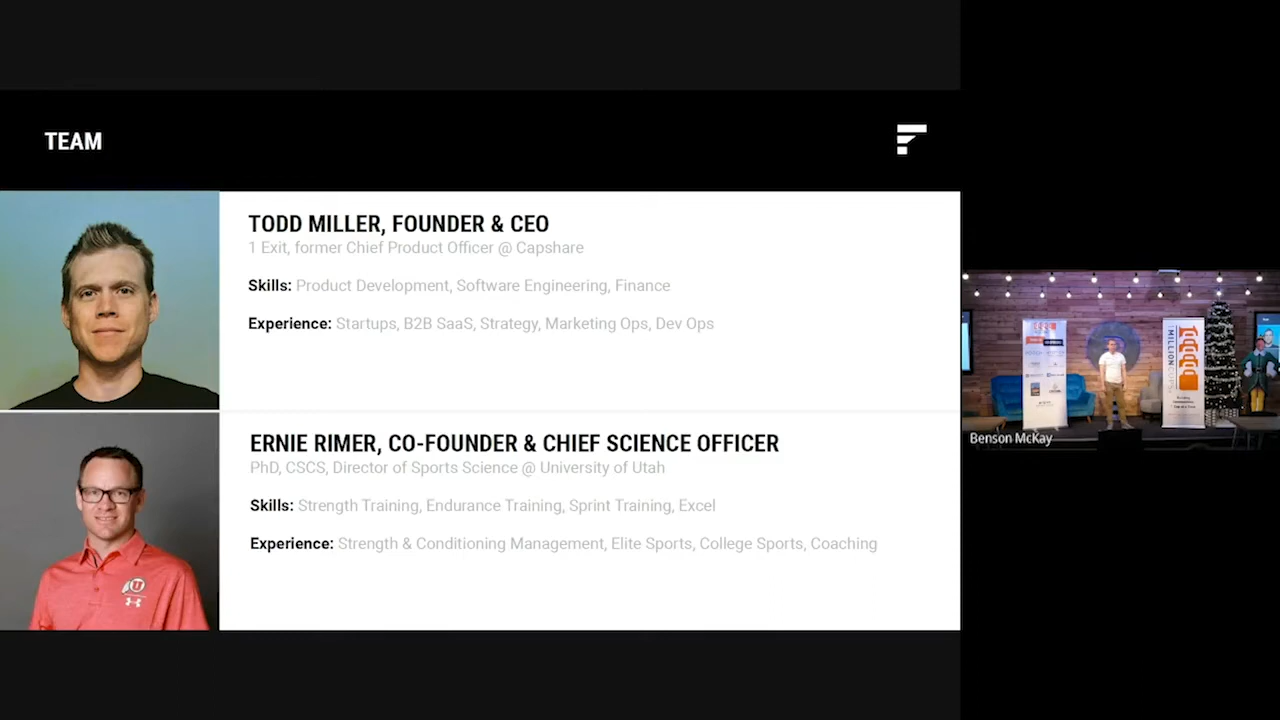 TEAM
TODD MILLER, FOUNDER & CEO
1 Exit, former Chief Product Officer @ Capshare
Skills: Product Development, Software Engineering, Finance
Experience: Startups, B2B SaaS, Strategy, Marketing Ops, Dev Ops
ERNIE RIMER, CO-FOUNDER & CHIEF SCIENCE OFFICER
PhD, CSCS, Director of Sports Science @ University of Utah
Skills: Strength Training, Endurance Training, Sprint Training, Excel
Experience: Strength & Conditioning Management, Elite Sports, College Sports, Coaching
1MILLIONCUPS
Benson McKay